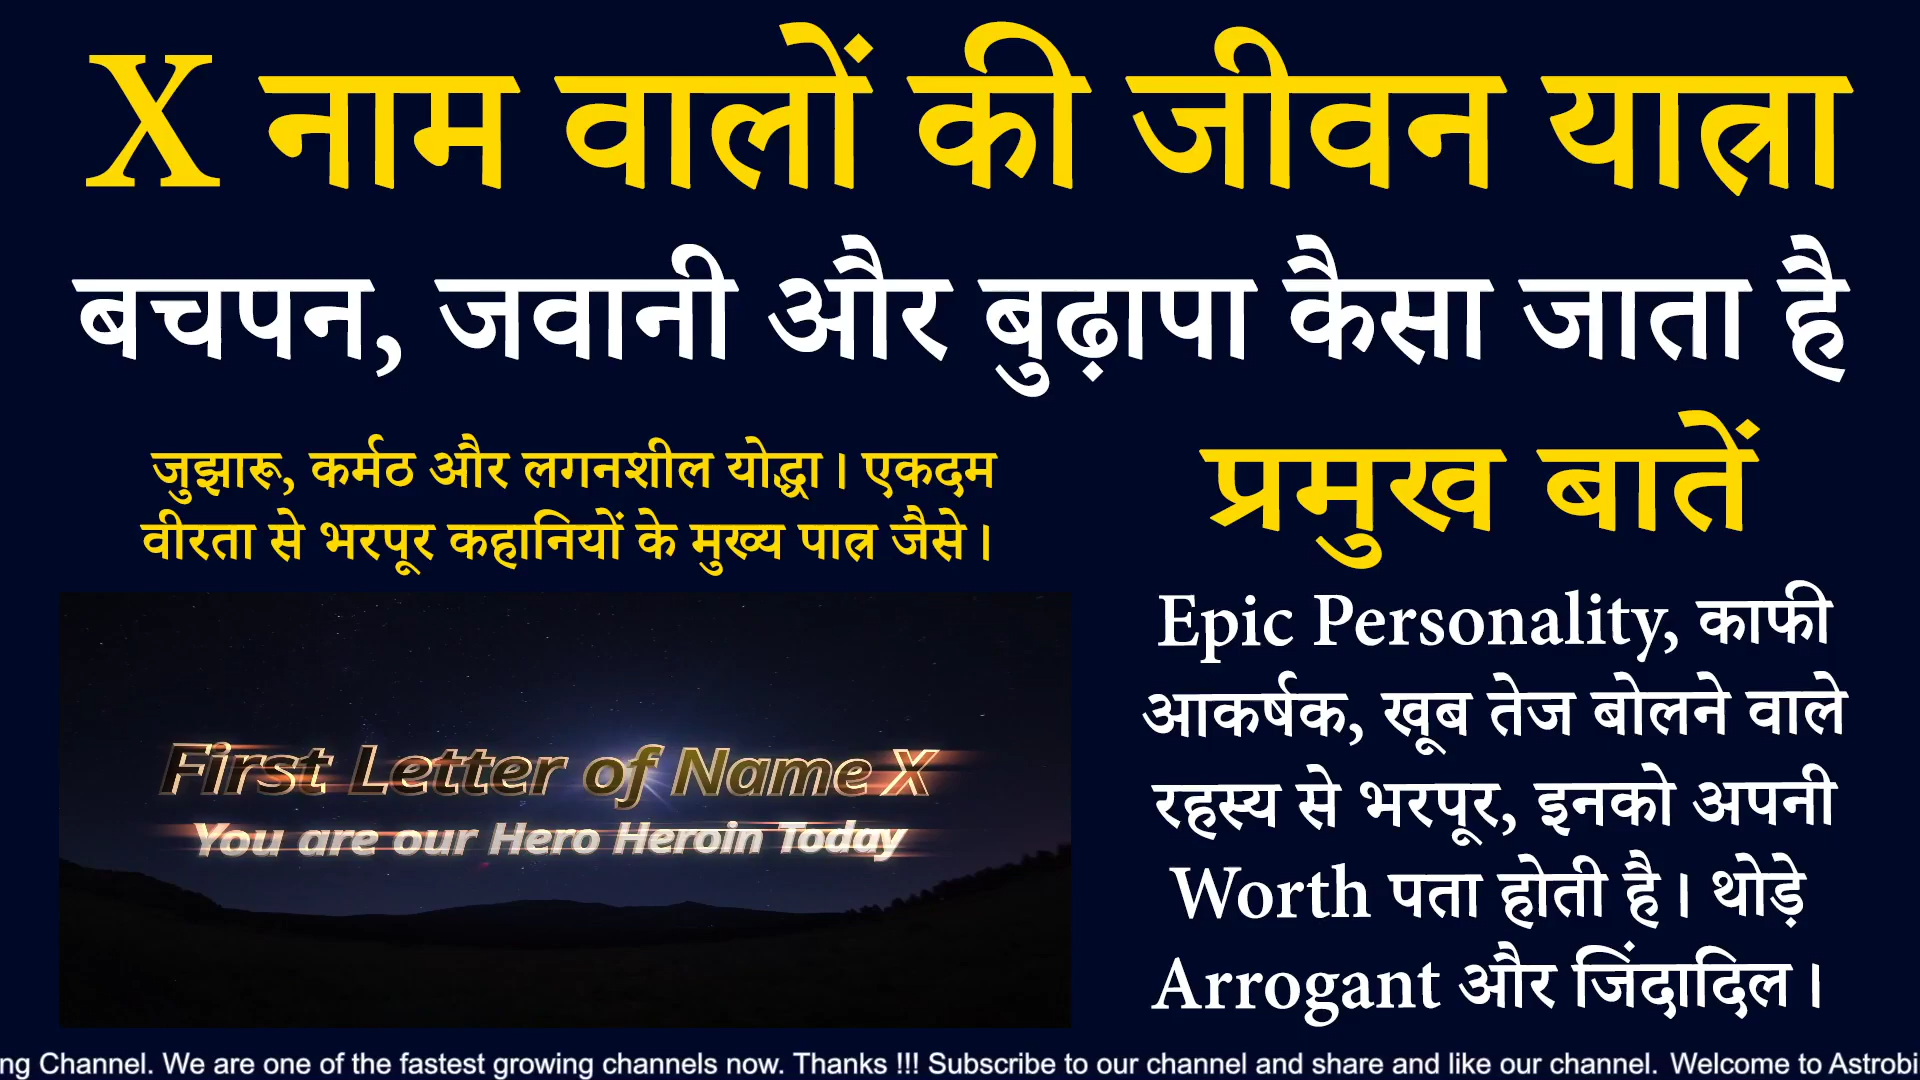 X नाम वालों की जीवन यात्रा
बचपन, जवानी और बुढ़ापा कैसा जाता है
जुझारू, कर्मठ और लगनशील योद्धा। एकदम
वीरता से भरपूर कहानियों के मुख्य पात्र जैसे।
First Letter of Name X
You are our Hero Heroin Today
प्रमुख बातें
Epic Personality, काफी
आकर्षक, खूब तेज बोलने वाले
रहस्य से भरपूर, इनको अपनी
Worth पता होती है। थोड़े
Arrogant और जिंदादिल।
ng Channel. We are one of the fastest growing channels now. Thanks !!! Subscribe to our channel and share and like our channel. Welcome to Astrobi